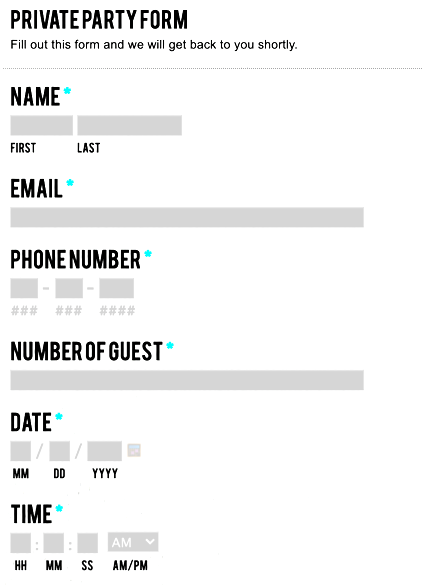 PRIVATE PARTY FORM
Fill out this form and we will get back to you shortly.
NAME *
FIRST LAST
EMAIL *
PHONE NUMBER *
- -
### ### ####
NUMBER OF GUEST *
DATE *
/ /
MM DD YYYY
TIME *
: : AM
HH MM SS AM/PM